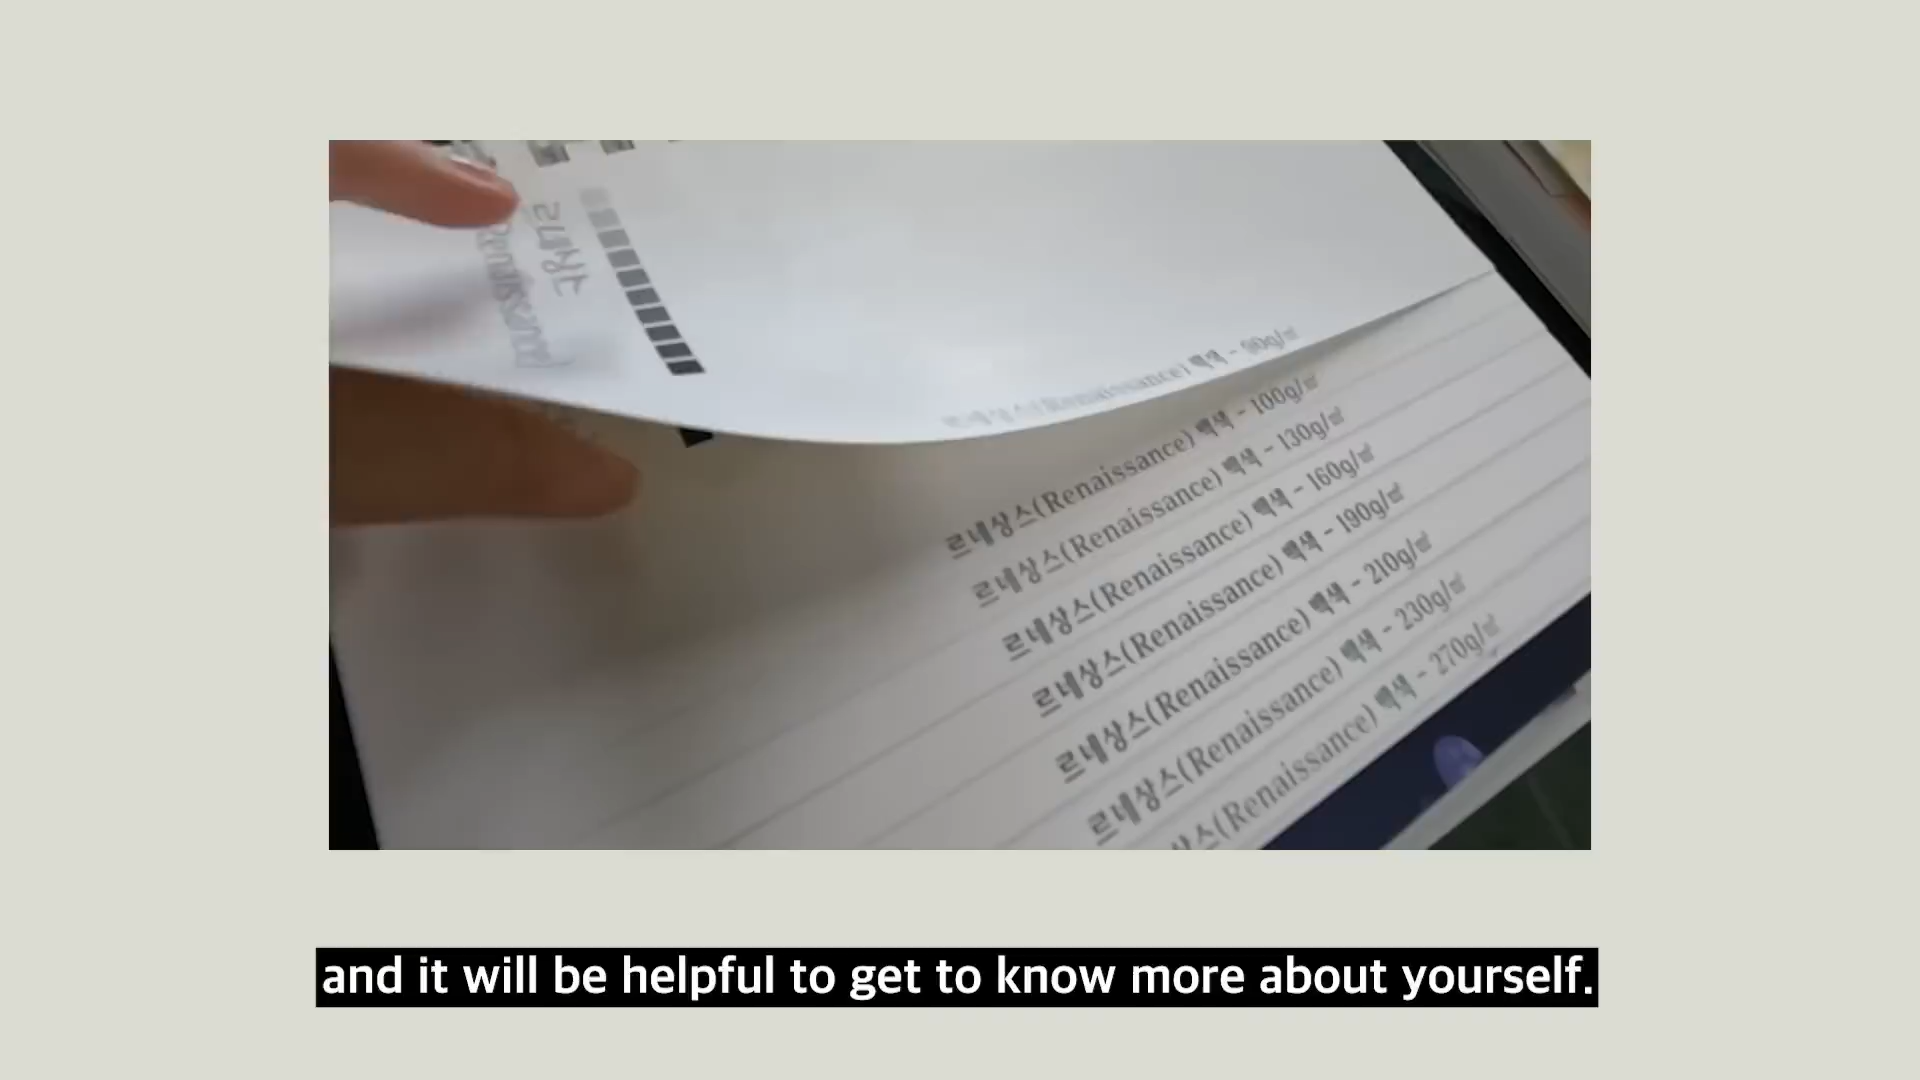 Renaissance
르네상스
르네상스(Renaissance) 백색 - 90g/㎡
르네상스(Renaissance) 백색 - 100g/㎡
르네상스(Renaissance) 백색 - 130g/㎡
르네상스(Renaissance) 백색 - 160g/㎡
르네상스(Renaissance) 백색 - 190g/㎡
르네상스(Renaissance) 백색 - 210g/㎡
르네상스(Renaissance) 백색 - 230g/㎡
상스(Renaissance) 백색 - 270g/㎡
and it will be helpful to get to know more about yourself.